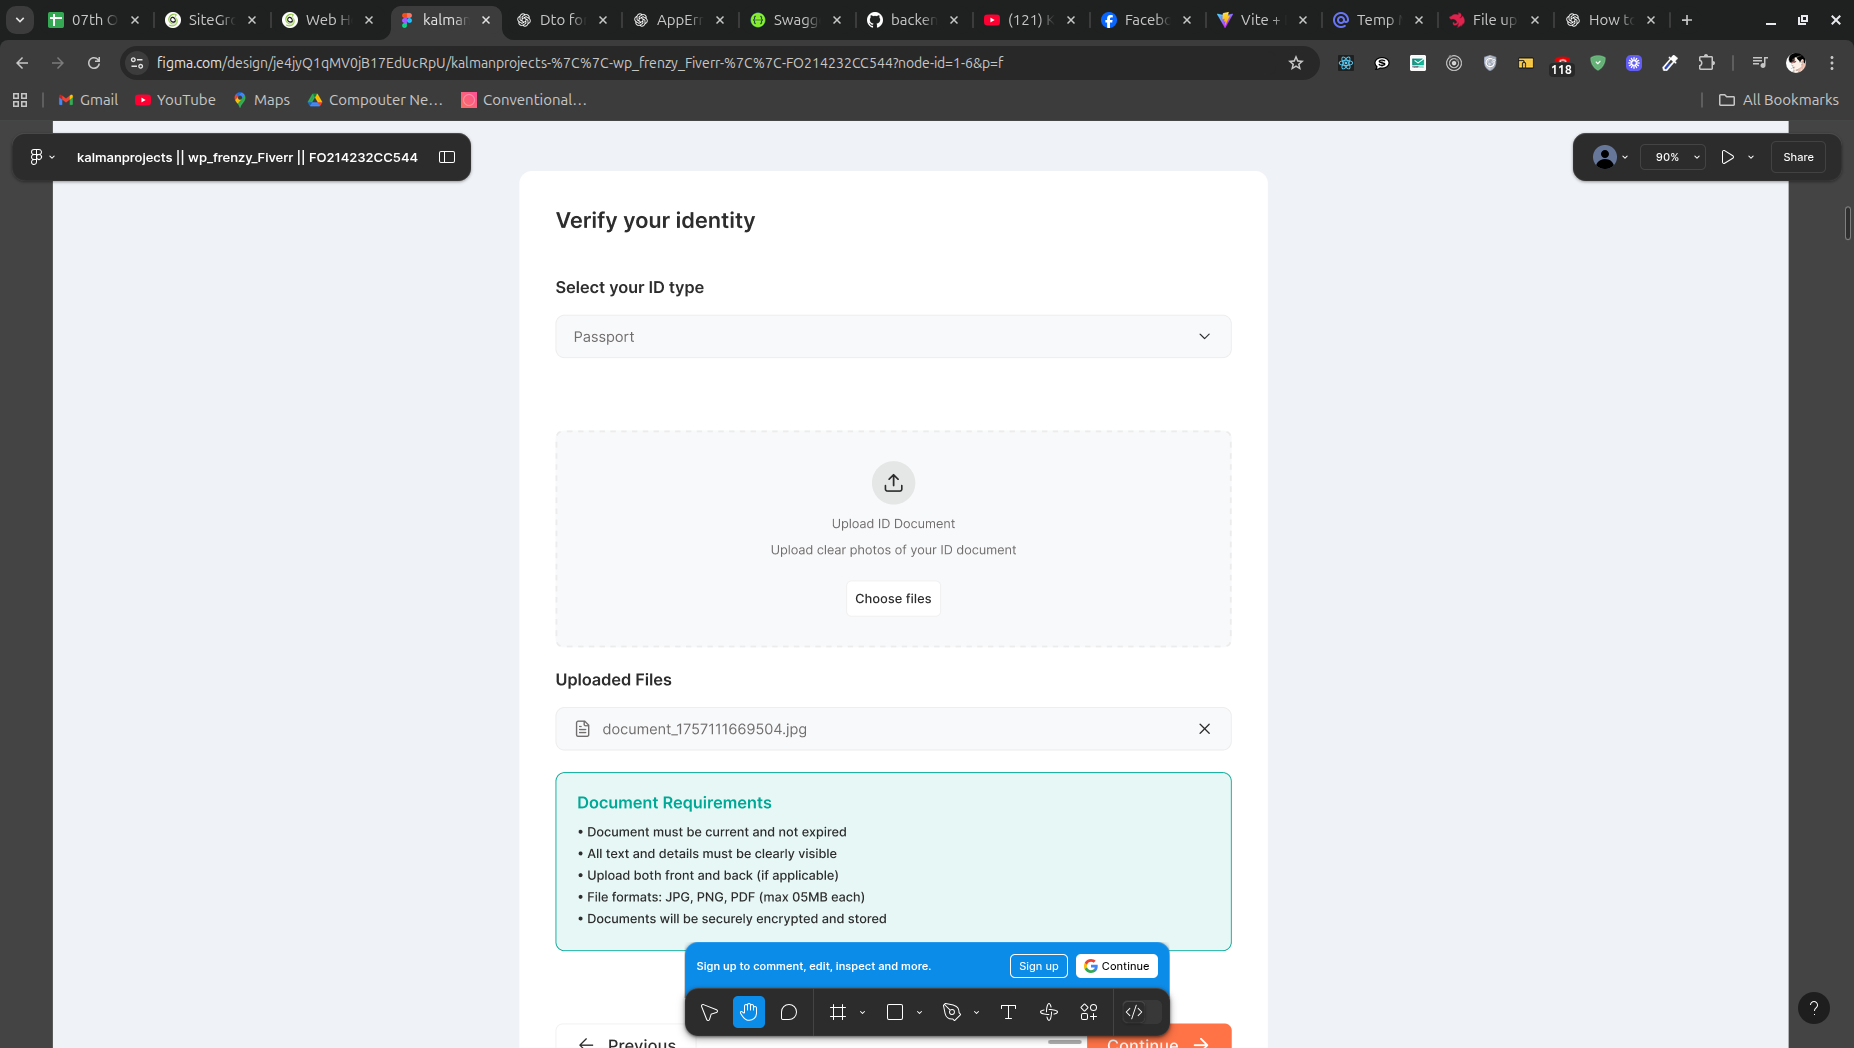 07th O
SiteGro
Web H
kalman
Dto fo
AppErr
Swagg
backen
(121) K
Facebo
Vite +
Temp
File up
How to
figma.com/design/je4jyQ1qMV0jB17EdUcRpU/kalmanprojects-%7C%7C-wp_frenzy_Fiverr-%7C%7C-FO214232CC544?node-id=1-6&p=f
118
Gmail
YouTube
Maps
Compouter Ne...
Conventional...
All Bookmarks
kalmanprojects || wp_frenzy_Fiverr || FO214232CC544
90%
Share
Verify your identity
Select your ID type
Passport
Upload ID Document
Upload clear photos of your ID document
Choose files
Uploaded Files
document_1757111669504.jpg
Document Requirements
• Document must be current and not expired
• All text and details must be clearly visible
• Upload both front and back (if applicable)
• File formats: JPG, PNG, PDF (max 05MB each)
• Documents will be securely encrypted and stored
Sign up to comment, edit, inspect and more.
Sign up
Continue
Previous
Continue